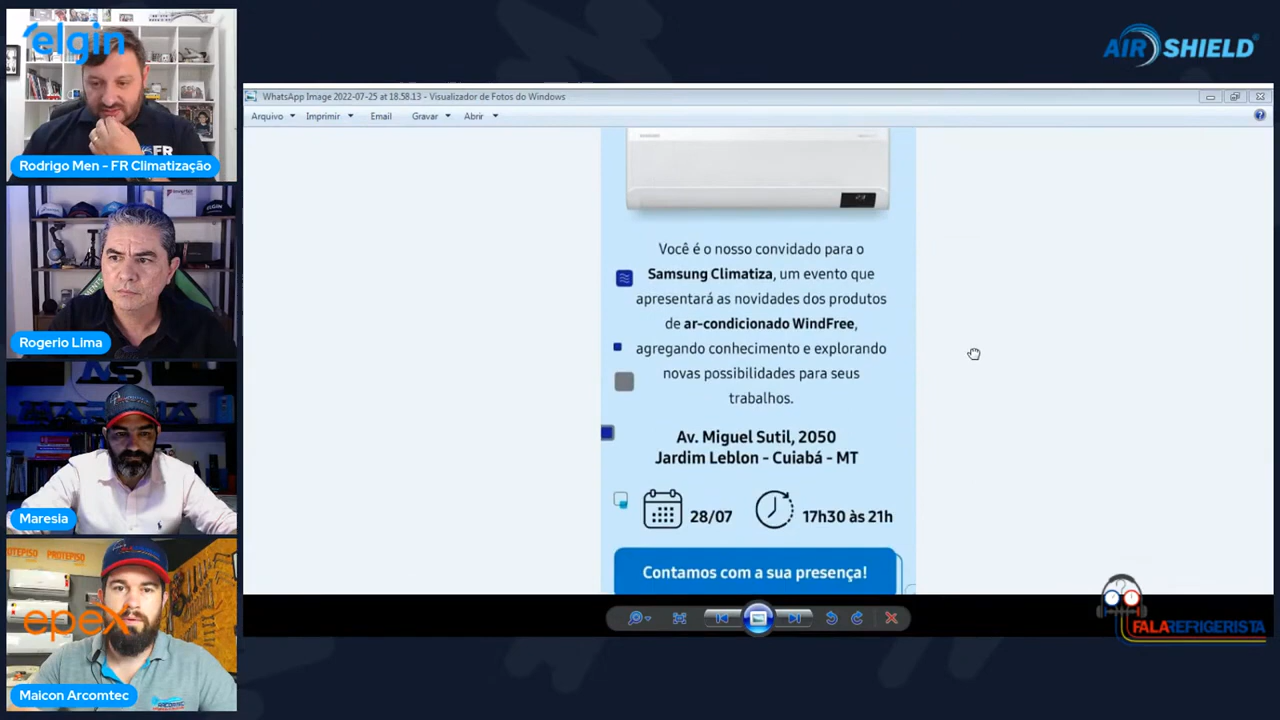 elgin
FR
Rodrigo Men - FR Climatização
Rogerio Lima
Maresia
PROTEPISO PROTEPISO
epex
Maicon Arcomtec
AIR SHIELD
WhatsApp Image 2022-07-25 at 18.58.13 - Visualizador de Fotos do Windows
Arquivo Imprimir Email Gravar Abrir
SAMSUNG
Você é o nosso convidado para o
Samsung Climatiza, um evento que
apresentará as novidades dos produtos
de ar-condicionado WindFree,
agregando conhecimento e explorando
novas possibilidades para seus
trabalhos.
Av. Miguel Sutil, 2050
Jardim Leblon - Cuiabá - MT
28/07
17h30 às 21h
Contamos com a sua presença!
FALAREFRIGERISTA